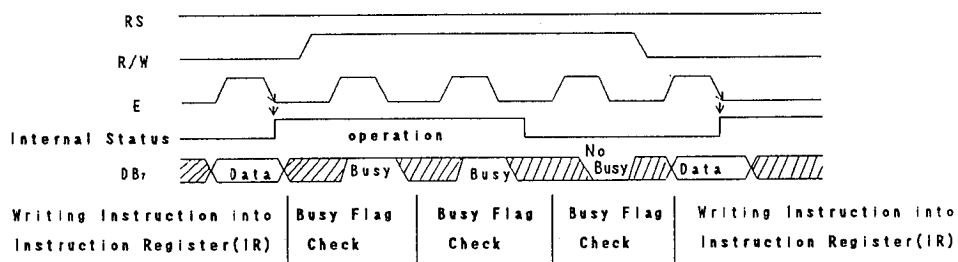 RS
R/W
E
Internal Status
operation
DB₇
Data
Busy
Busy
No
Busy
Data
Writing Instruction into
Instruction Register(IR)
Busy Flag
Check
Busy Flag
Check
Busy Flag
Check
Writing Instruction into
Instruction Register(IR)